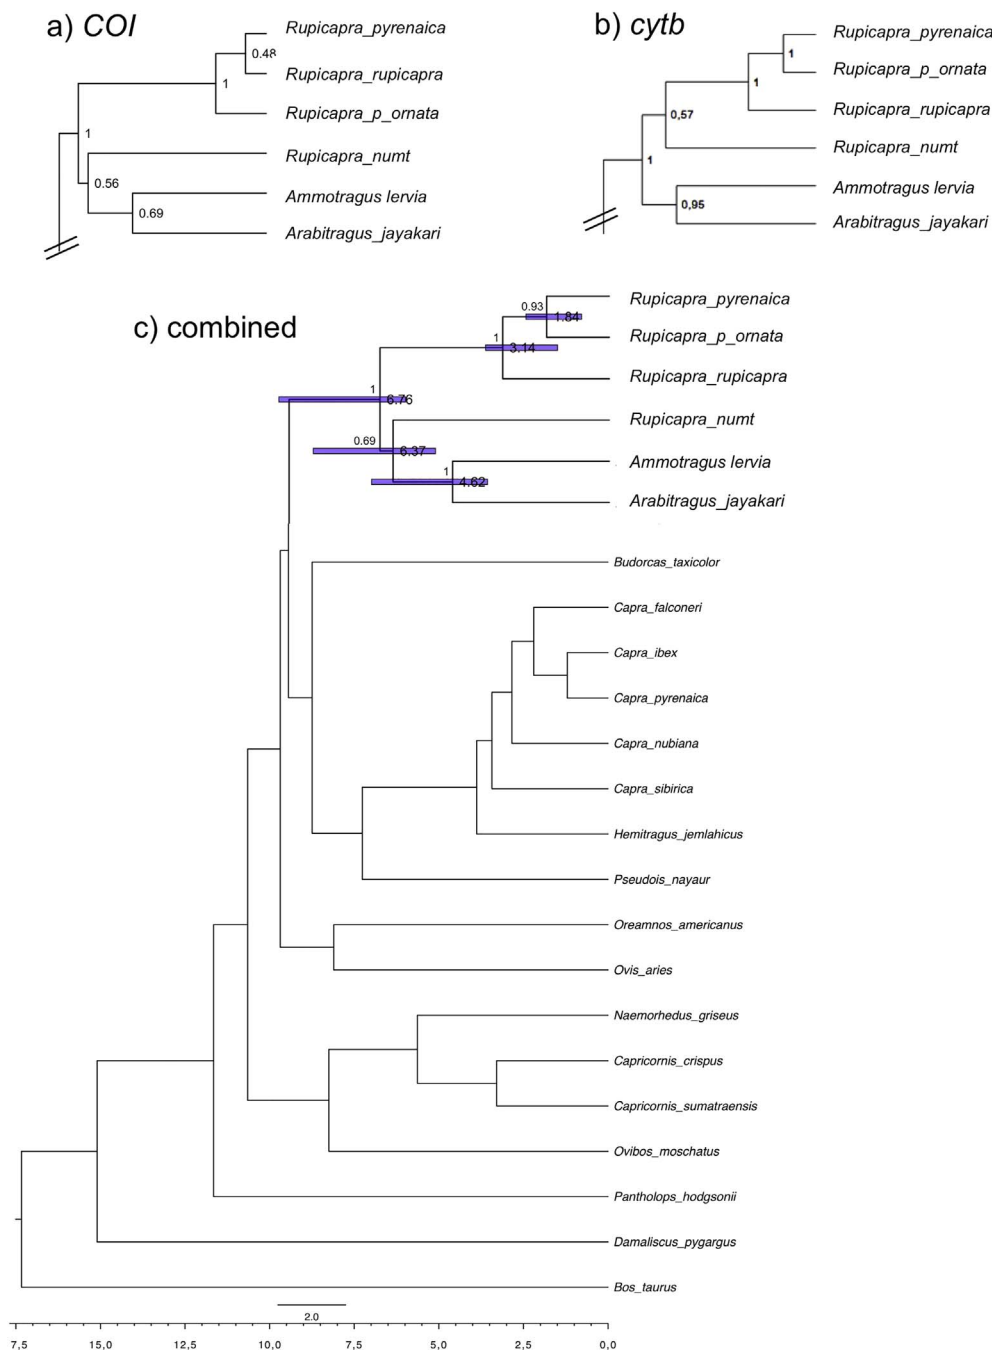 a) COI
Rupicapra_pyrenaica
0.48
Rupicapra_rupicapra
1
Rupicapra_p_ornata
1
Rupicapra_numt
0.56
Ammotragus lervia
0.69
Arabitragus_jayakari
b) cytb
Rupicapra_pyrenaica
1
Rupicapra_p_ornata
1
Rupicapra_rupicapra
0,57
Rupicapra_numt
1
Ammotragus lervia
0,95
Arabitragus_jayakari
c) combined
Rupicapra_pyrenaica
0.93
1.84
Rupicapra_p_ornata
1
3.14
Rupicapra_rupicapra
1
6.76
Rupicapra_numt
0.69
6.37
Ammotragus lervia
1
4.62
Arabitragus_jayakari
Budorcas_taxicolor
Capra_falconeri
Capra_ibex
Capra_pyrenaica
Capra_nubiana
Capra_sibirica
Hemitragus_jemlahicus
Pseudois_nayaur
Oreamnos_americanus
Ovis_aries
Naemorhedus_griseus
Capricornis_crispus
Capricornis_sumatraensis
Ovibos_moschatus
Pantholops_hodgsonii
Damaliscus_pygargus
Bos_taurus
2.0
7,5 15,0 12,5 10,0 7,5 5,0 2,5 0,0